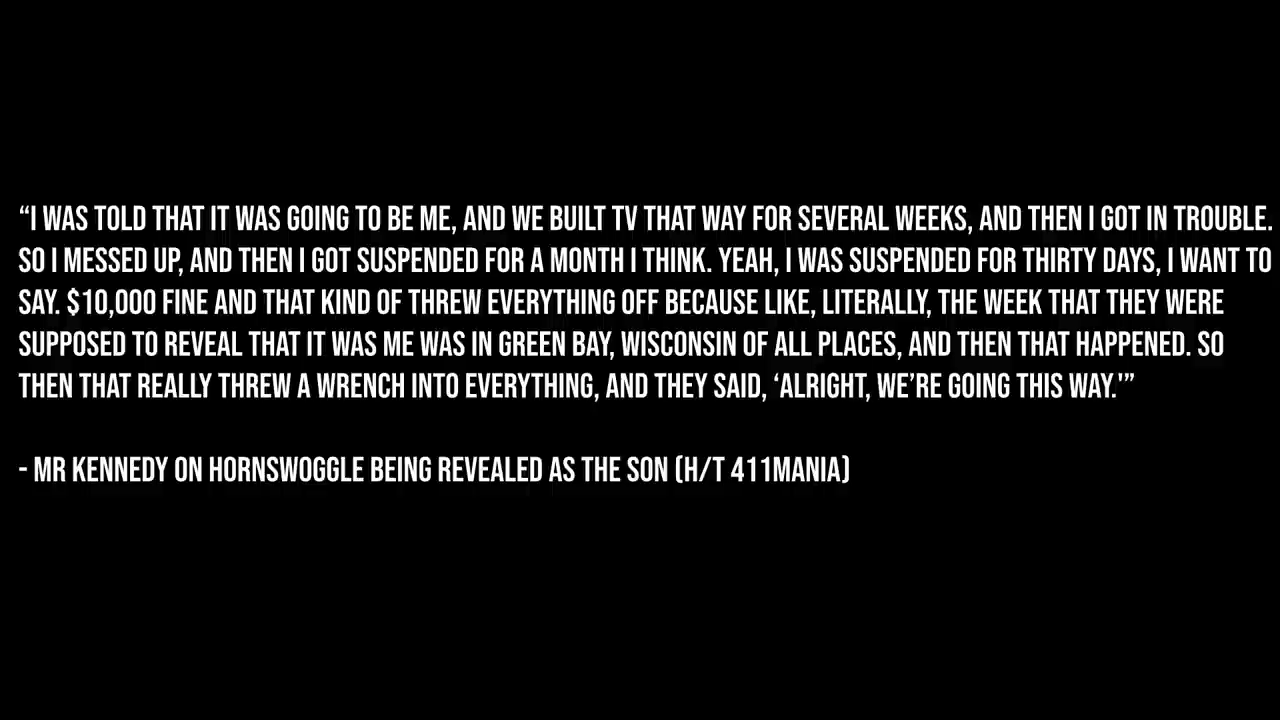 “I WAS TOLD THAT IT WAS GOING TO BE ME, AND WE BUILT TV THAT WAY FOR SEVERAL WEEKS, AND THEN I GOT IN TROUBLE.
SO I MESSED UP, AND THEN I GOT SUSPENDED FOR A MONTH I THINK. YEAH, I WAS SUSPENDED FOR THIRTY DAYS, I WANT TO
SAY. $10,000 FINE AND THAT KIND OF THREW EVERYTHING OFF BECAUSE LIKE, LITERALLY, THE WEEK THAT THEY WERE
SUPPOSED TO REVEAL THAT IT WAS ME WAS IN GREEN BAY, WISCONSIN OF ALL PLACES, AND THEN THAT HAPPENED. SO
THEN THAT REALLY THREW A WRENCH INTO EVERYTHING, AND THEY SAID, ‘ALRIGHT, WE’RE GOING THIS WAY.'”
- MR KENNEDY ON HORNSWOGGLE BEING REVEALED AS THE SON (H/T 411MANIA)